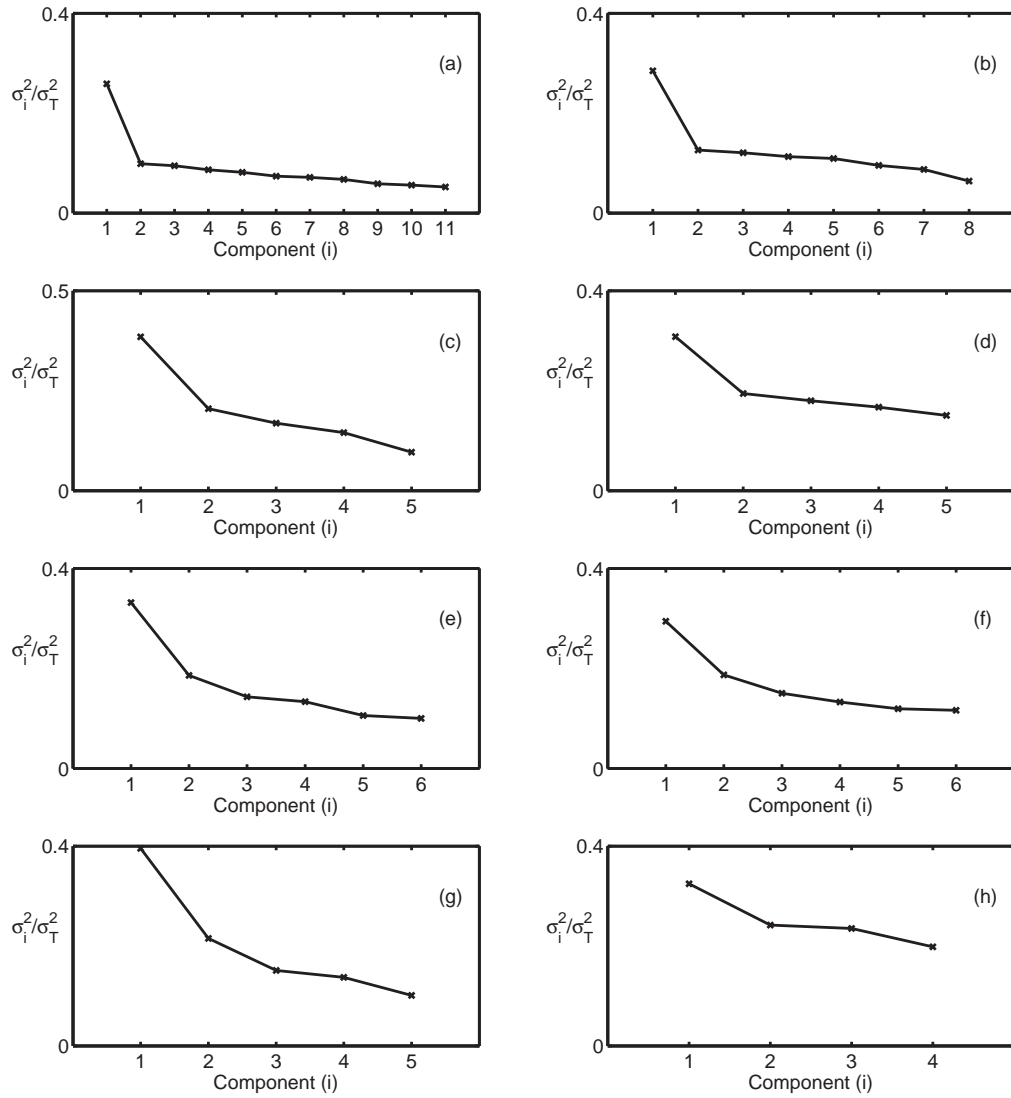 0.4
(a)
σ_i^2/σ_T^2
0
1 2 3 4 5 6 7 8 9 10 11
Component (i)
0.4
(b)
σ_i^2/σ_T^2
0
1 2 3 4 5 6 7 8
Component (i)
0.5
(c)
σ_i^2/σ_T^2
0
1 2 3 4 5
Component (i)
0.4
(d)
σ_i^2/σ_T^2
0
1 2 3 4 5
Component (i)
0.4
(e)
σ_i^2/σ_T^2
0
1 2 3 4 5 6
Component (i)
0.4
(f)
σ_i^2/σ_T^2
0
1 2 3 4 5 6
Component (i)
0.4
(g)
σ_i^2/σ_T^2
0
1 2 3 4 5
Component (i)
0.4
(h)
σ_i^2/σ_T^2
0
1 2 3 4
Component (i)